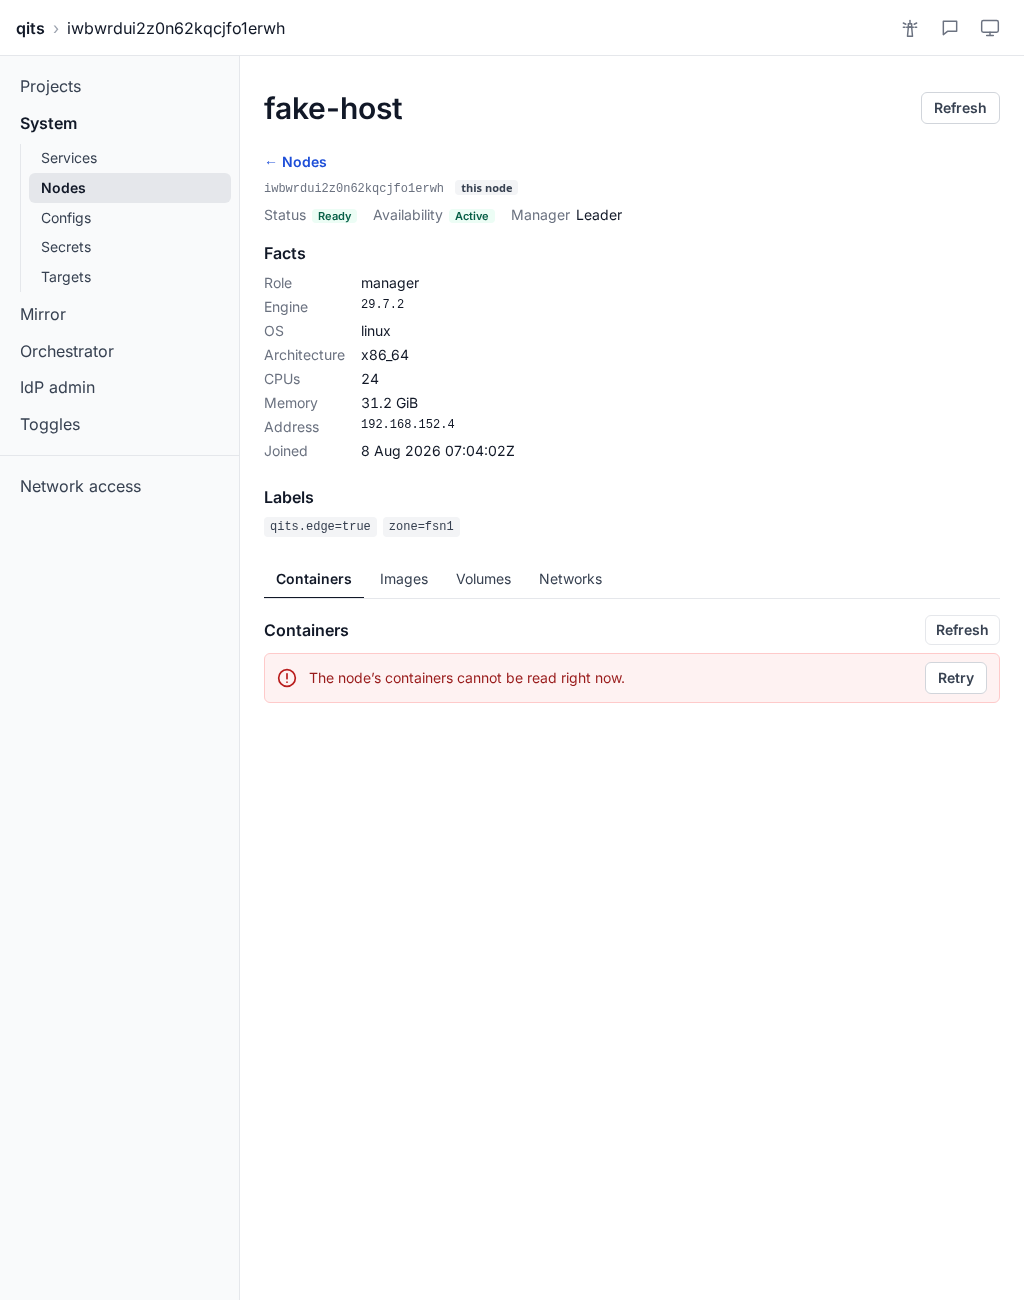 qits › iwbwrdui2z0n62kqcjfo1erwh
Projects
System
Services
Nodes
Configs
Secrets
Targets
Mirror
Orchestrator
IdP admin
Toggles
Network access
fake-host
Refresh
← Nodes
iwbwrdui2z0n62kqcjfo1erwh this node
Status Ready Availability Active Manager Leader
Facts
Role manager
Engine 29.7.2
OS linux
Architecture x86_64
CPUs 24
Memory 31.2 GiB
Address 192.168.152.4
Joined 8 Aug 2026 07:04:02Z
Labels
qits.edge=true zone=fsn1
Containers Images Volumes Networks
Containers Refresh
The node’s containers cannot be read right now. Retry